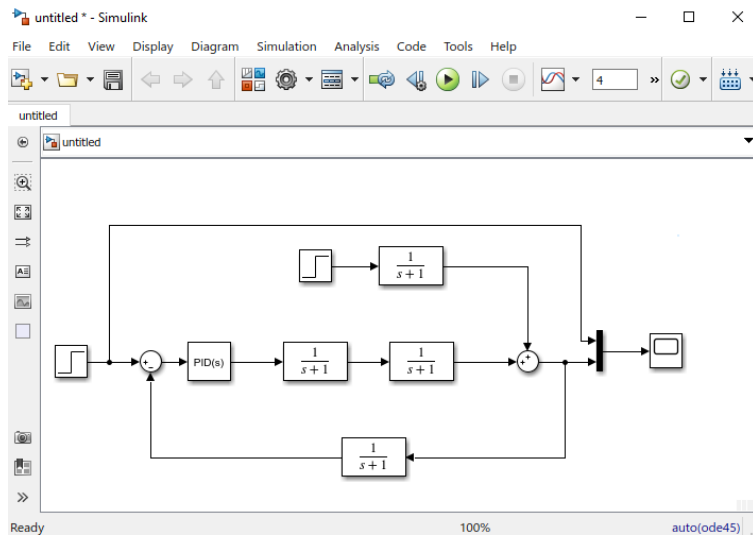 untitled * - Simulink
File Edit View Display Diagram Simulation Analysis Code Tools Help
4 »
untitled
untitled
1
s + 1
PID(s)
1
s + 1
1
s + 1
1
s + 1
Ready 100% auto(ode45)